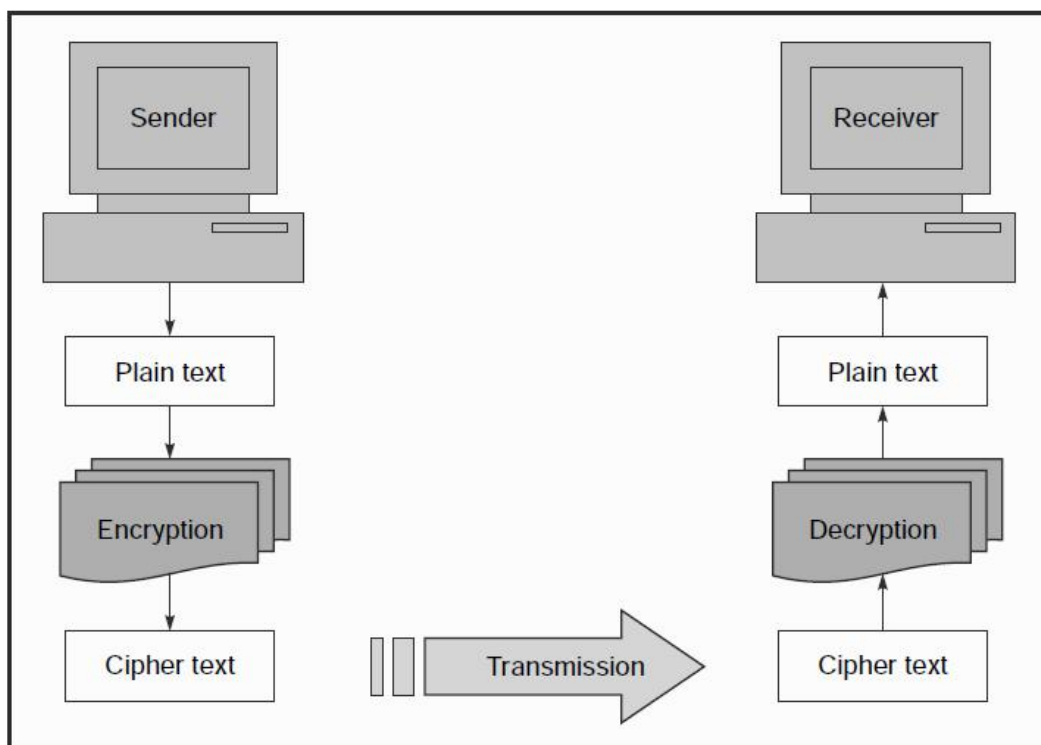 Sender
Receiver
Plain text
Plain text
Encryption
Decryption
Cipher text
Transmission
Cipher text